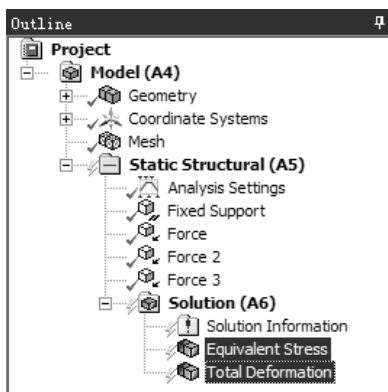 Outline
Project
Model (A4)
Geometry
Coordinate Systems
Mesh
Static Structural (A5)
Analysis Settings
Fixed Support
Force
Force 2
Force 3
Solution (A6)
Solution Information
Equivalent Stress
Total Deformation